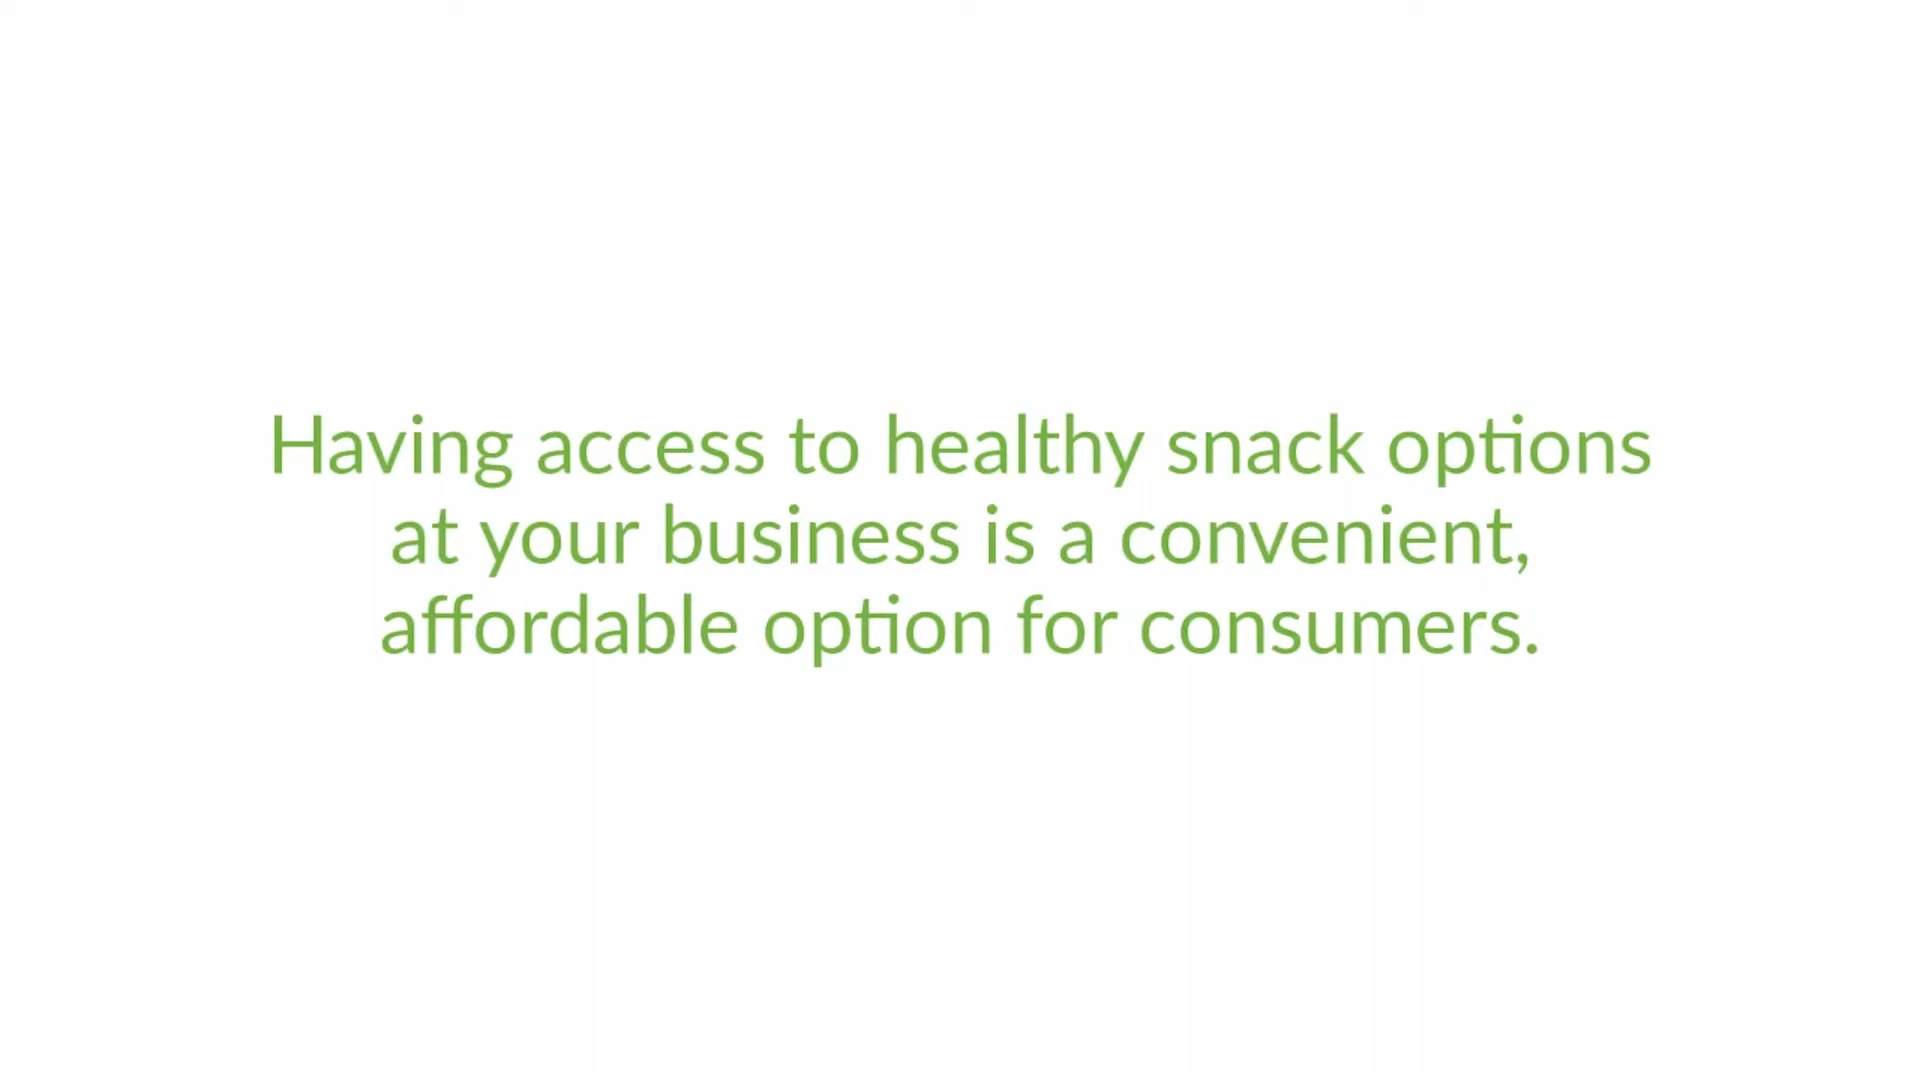 Having access to healthy snack options
at your business is a convenient,
affordable option for consumers.